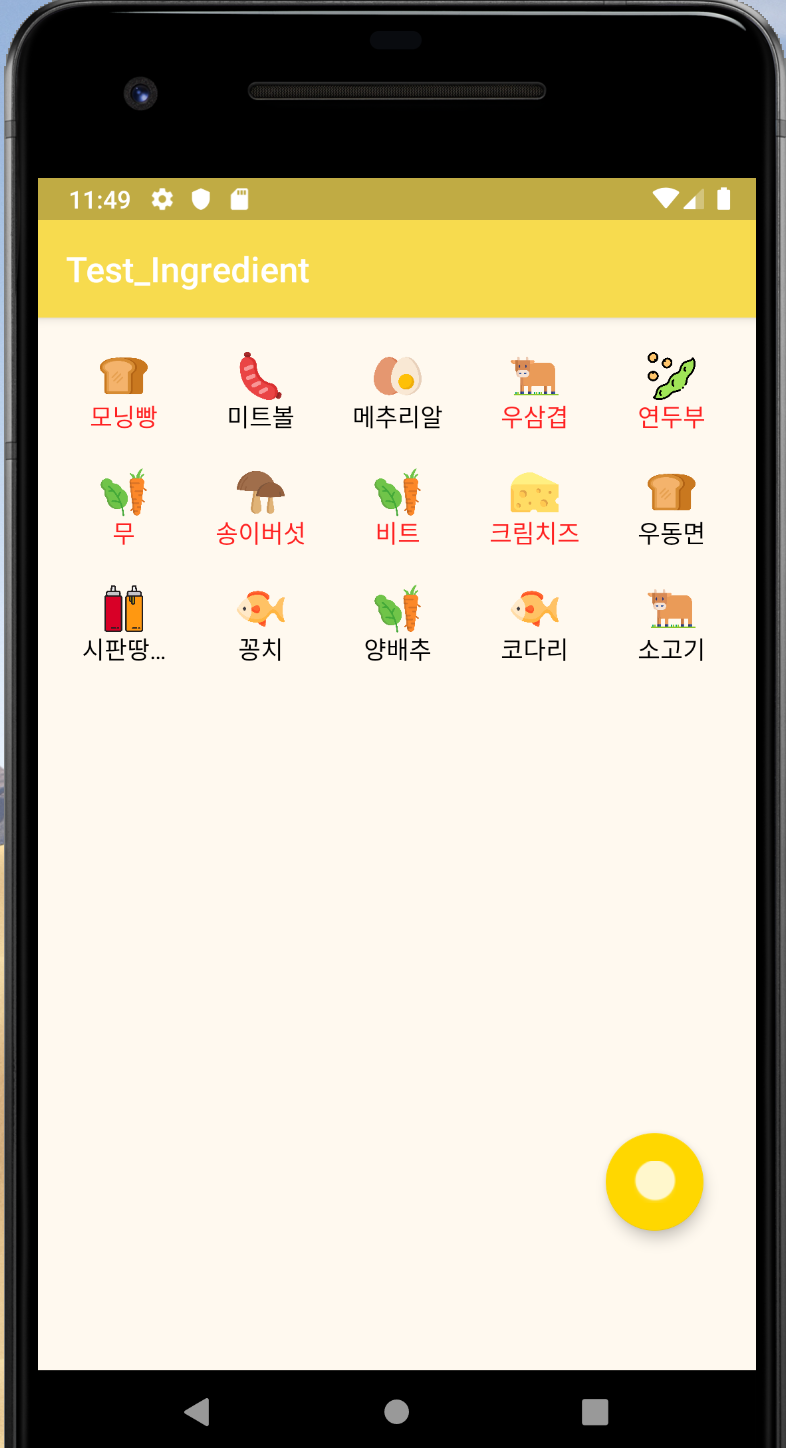 11:49
Test_Ingredient
모닝빵 미트볼 메추리알 우삼겹 연두부
무 송이버섯 비트 크림치즈 우동면
시판땅... 꽁치 양배추 코다리 소고기